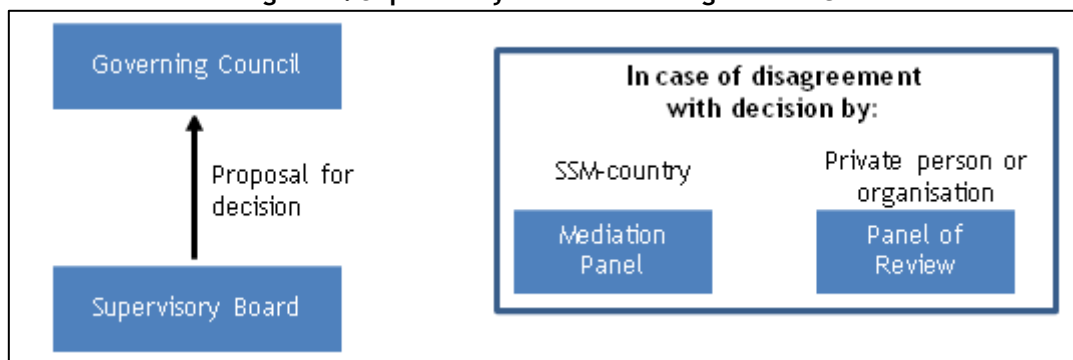 Governing Council
Proposal for
decision
Supervisory Board
In case of disagreement
with decision by:
SSM-country
Mediation
Panel
Private person or
organisation
Panel of
Review